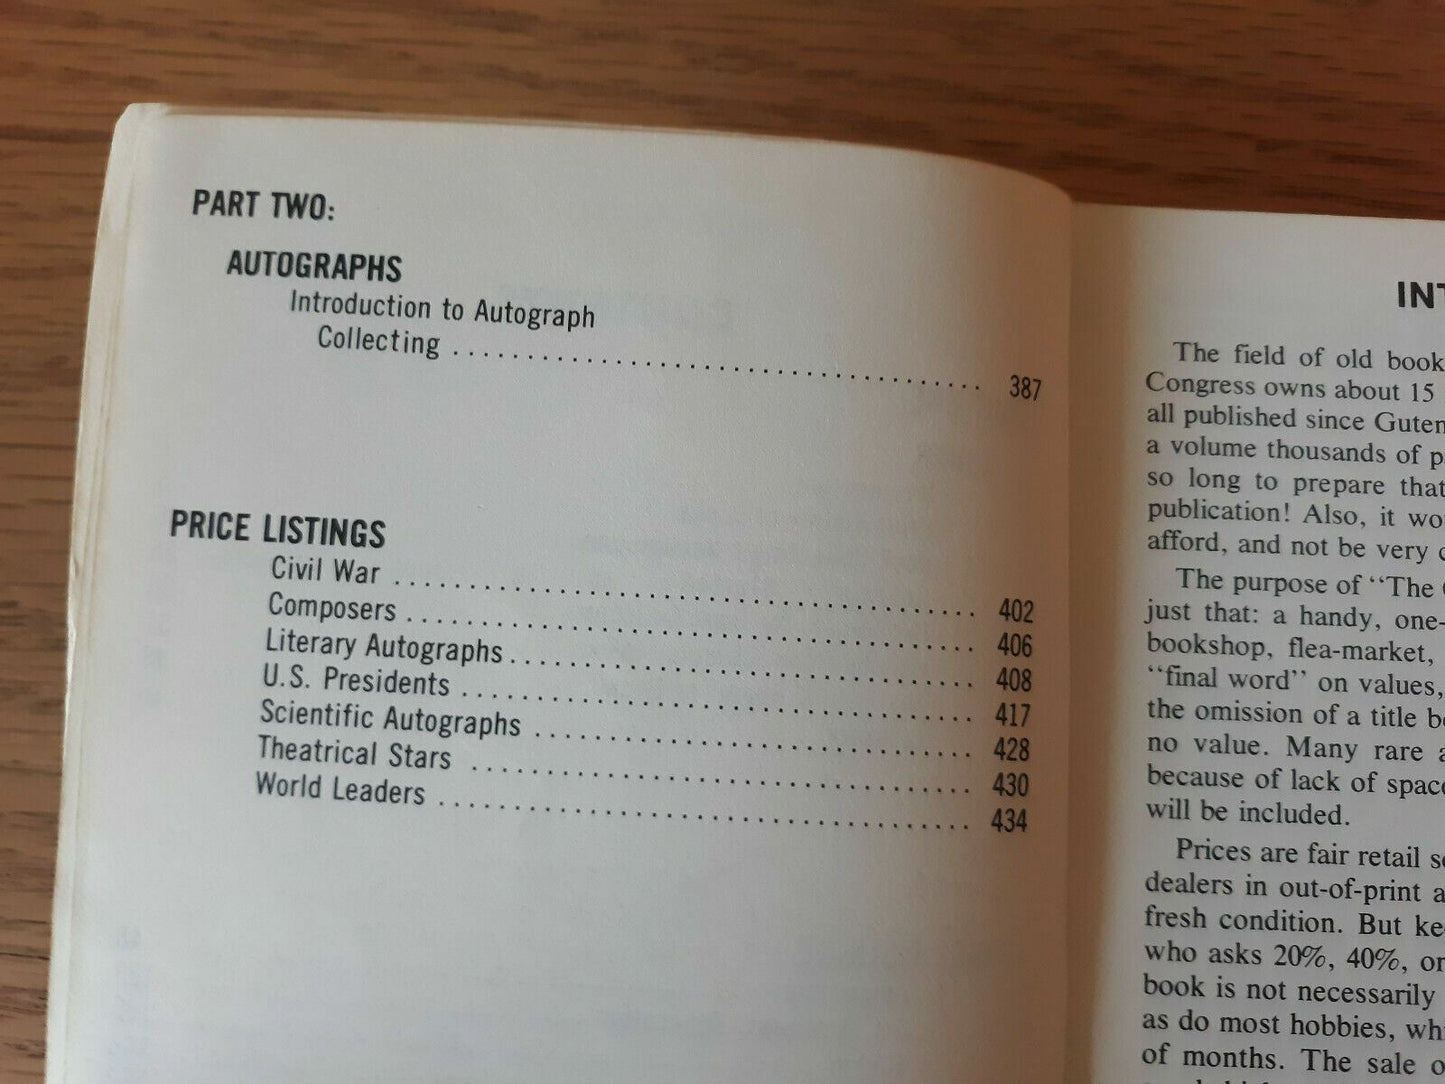 PART TWO:
AUTOGRAPHS
Introduction to Autograph
Collecting ........................................ 387
PRICE LISTINGS
Civil War ........................................ 402
Composers ........................................ 406
Literary Autographs ........................................ 408
U.S. Presidents ........................................ 417
Scientific Autographs ........................................ 428
Theatrical Stars ........................................ 430
World Leaders ........................................ 434
The field of old book
Congress owns about 15
all published since Guten
a volume thousands of p
so long to prepare that
publication! Also, it wo
afford, and not be very c
The purpose of "The
just that: a handy, one-
bookshop, flea-market,
"final word" on values,
the omission of a title be
no value. Many rare a
because of lack of space
will be included.
Prices are fair retail se
dealers in out-of-print a
fresh condition. But ke
who asks 20%, 40%, or
book is not necessarily
as do most hobbies, whi
of months. The sale o